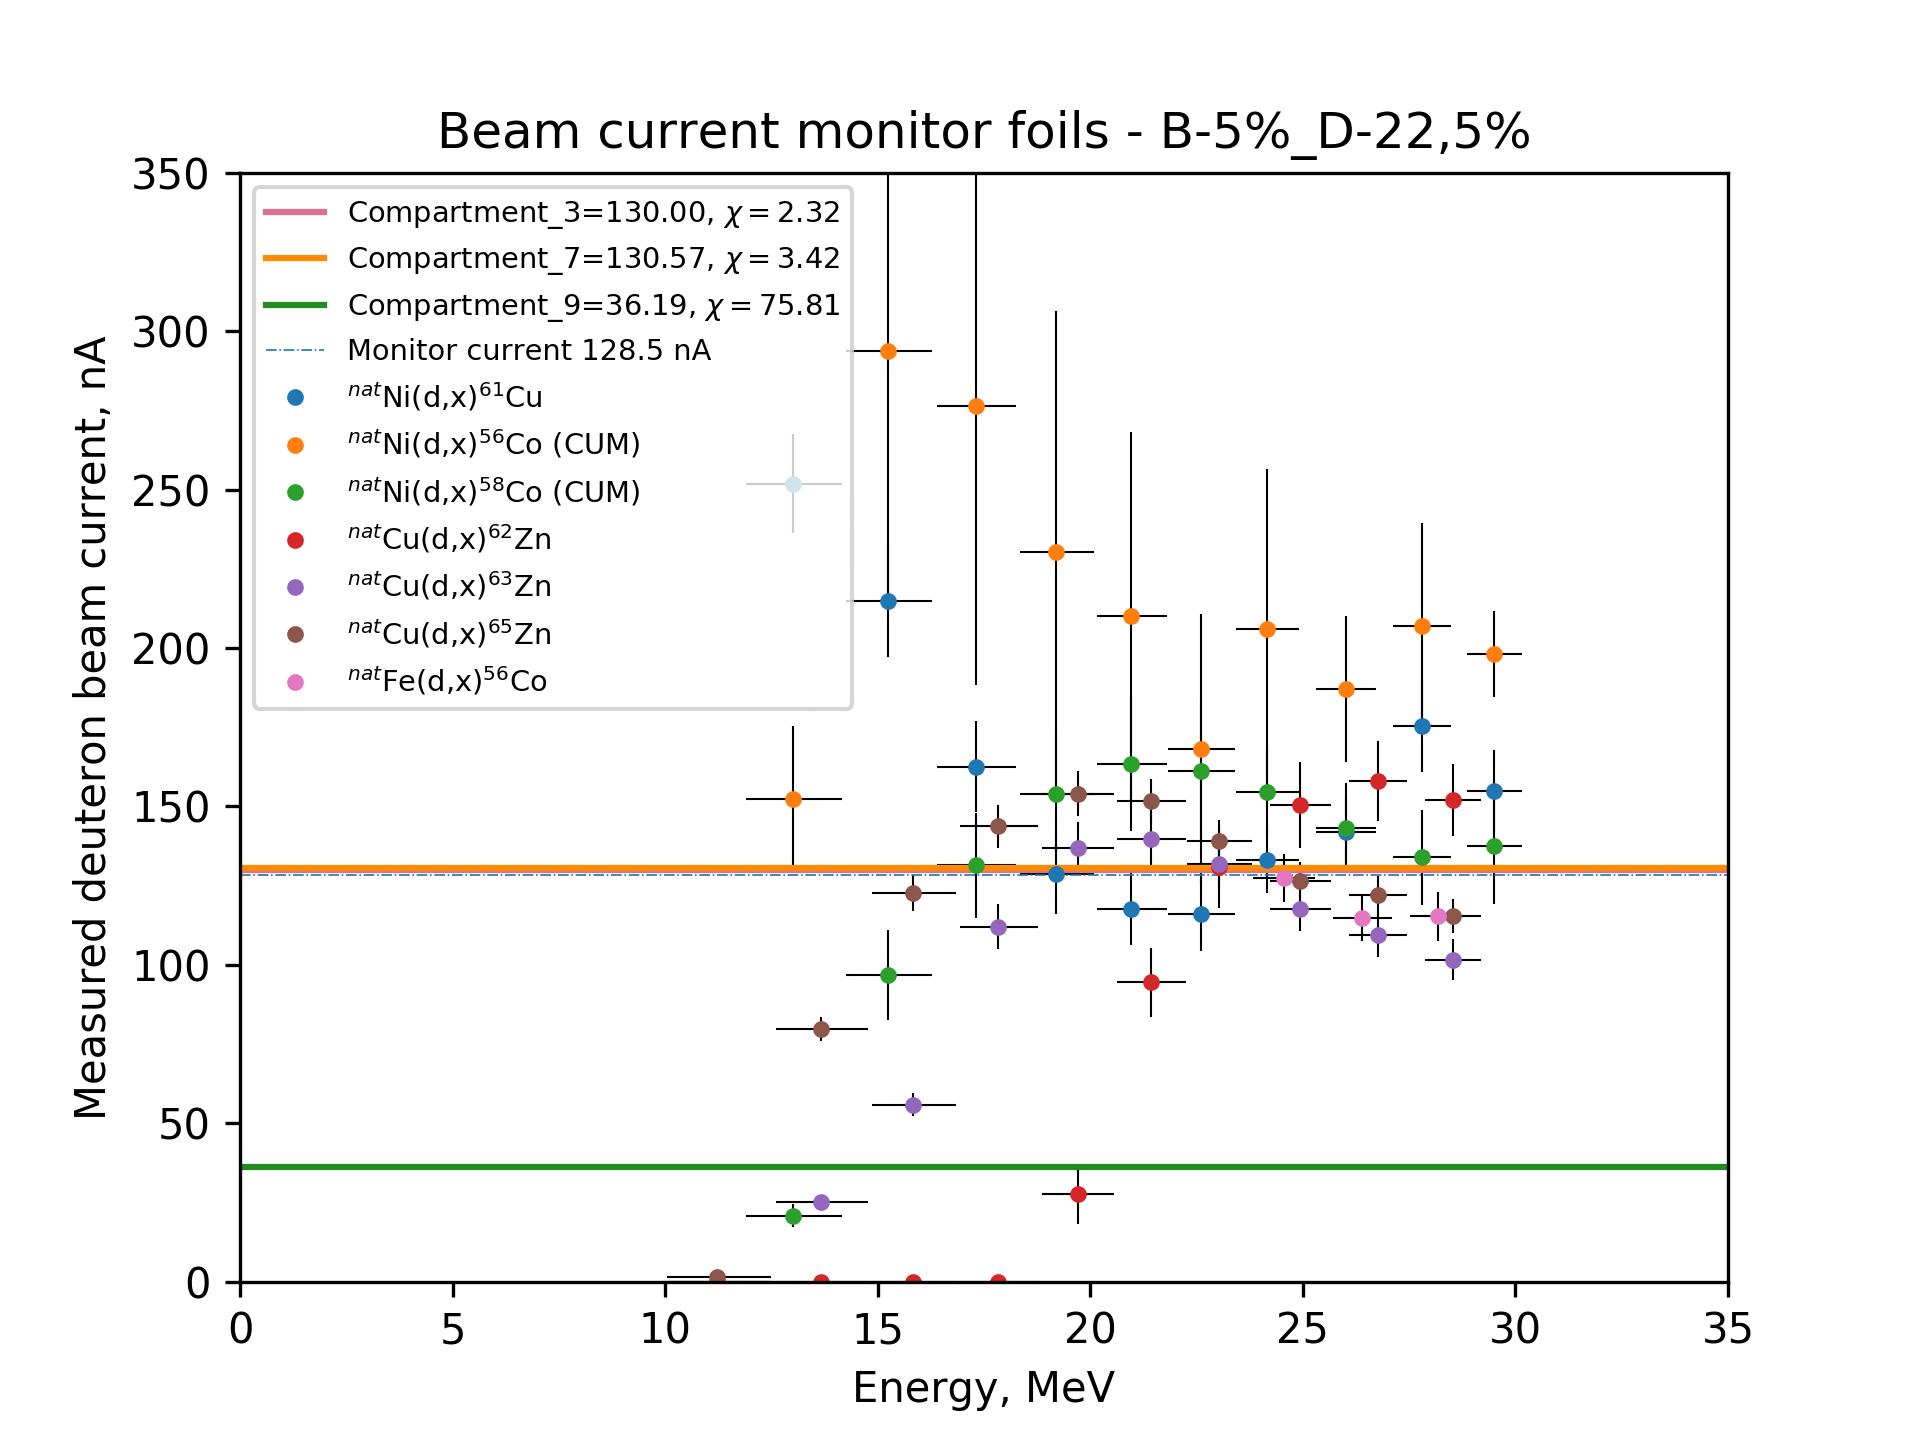 Beam current monitor foils - B-5%_D-22,5%
350
300
250
200
150
100
50
0
Measured deuteron beam current, nA
Compartment_3=130.00, χ = 2.32
Compartment_7=130.57, χ = 3.42
Compartment_9=36.19, χ = 75.81
Monitor current 128.5 nA
natNi(d,x)61Cu
natNi(d,x)56Co (CUM)
natNi(d,x)58Co (CUM)
natCu(d,x)62Zn
natCu(d,x)63Zn
natCu(d,x)65Zn
natFe(d,x)56Co
0 5 10 15 20 25 30 35
Energy, MeV